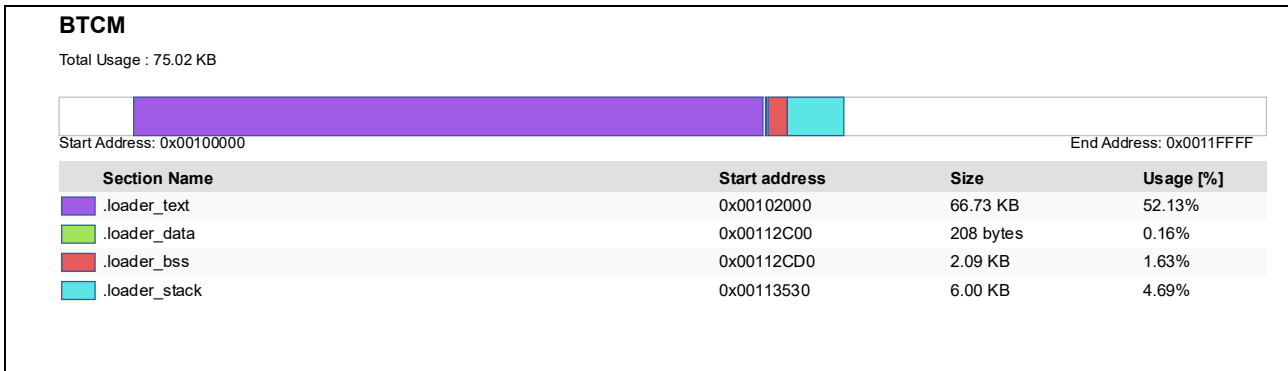 BTCM
Total Usage : 75.02 KB
Start Address: 0x00100000 End Address: 0x0011FFFF
Section Name Start address Size Usage [%]
.loader_text 0x00102000 66.73 KB 52.13%
.loader_data 0x00112C00 208 bytes 0.16%
.loader_bss 0x00112CD0 2.09 KB 1.63%
.loader_stack 0x00113530 6.00 KB 4.69%